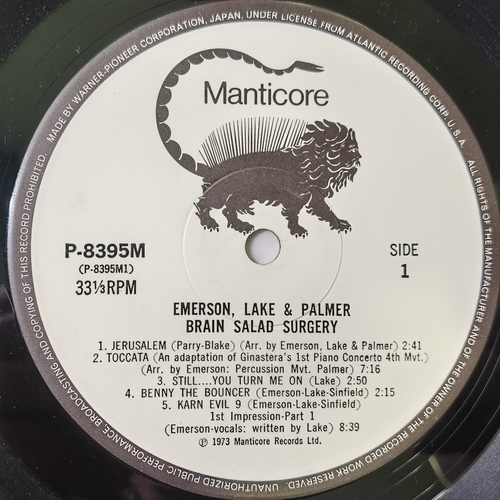 MADE BY WARNER-PIONEER CORPORATION, JAPAN, UNDER LICENSE FROM ATLANTIC RECORDING CORP. U.S.A. ALL RIGHTS OF THE MANUFACTURER AND OF THE OWNER OF THE RECORDED WORK RESERVED. UNAUTHORIZED PUBLIC PERFORMANCE, BROADCASTING AND COPYING OF THIS RECORD PROHIBITED.
Manticore
P-8395M
(P-8395M1)
33⅓RPM
SIDE
1
EMERSON, LAKE & PALMER
BRAIN SALAD SURGERY
1. JERUSALEM (Parry-Blake) (Arr. by Emerson, Lake & Palmer) 2:41
2. TOCCATA (An adaptation of Ginastera's 1st Piano Concerto 4th Mvt.)
(Arr. by Emerson: Percussion Mvt. Palmer) 7:16
3. STILL....YOU TURN ME ON (Lake) 2:50
4. BENNY THE BOUNCER (Emerson-Lake-Sinfield) 2:15
5. KARN EVIL 9 (Emerson-Lake-Sinfield)
1st Impression-Part 1
(Emerson-vocals: written by Lake) 8:39
℗ 1973 Manticore Records Ltd.